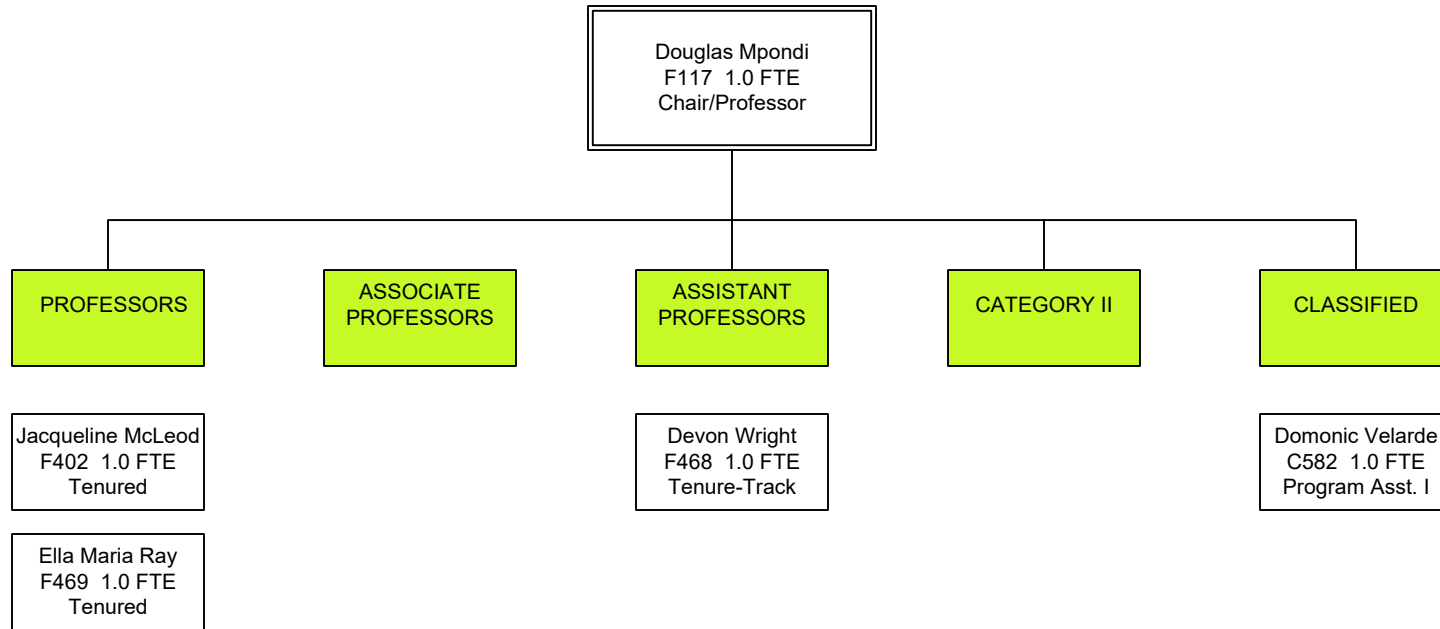 Douglas Mpondi
F117 1.0 FTE
Chair/Professor
PROFESSORS
ASSOCIATE
PROFESSORS
ASSISTANT
PROFESSORS
CATEGORY II
CLASSIFIED
Jacqueline McLeod
F402 1.0 FTE
Tenured
Devon Wright
F468 1.0 FTE
Tenure-Track
Domonic Velarde
C582 1.0 FTE
Program Asst. I
Ella Maria Ray
F469 1.0 FTE
Tenured